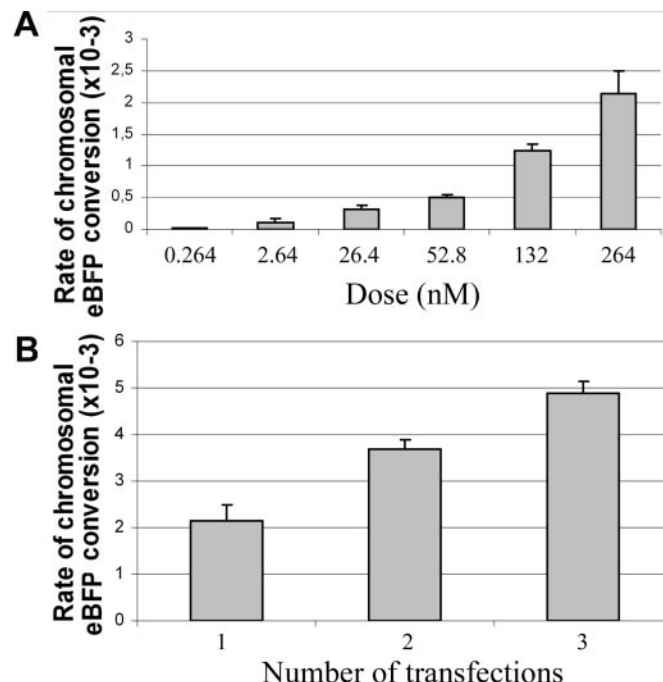 A
Rate of chromosomal
eBFP conversion (x10-3)
3
2,5
2
1,5
1
0,5
0
0.264 2.64 26.4 52.8 132 264
Dose (nM)
B
Rate of chromosomal
eBFP conversion (x10-3)
6
5
4
3
2
1
0
1 2 3
Number of transfections